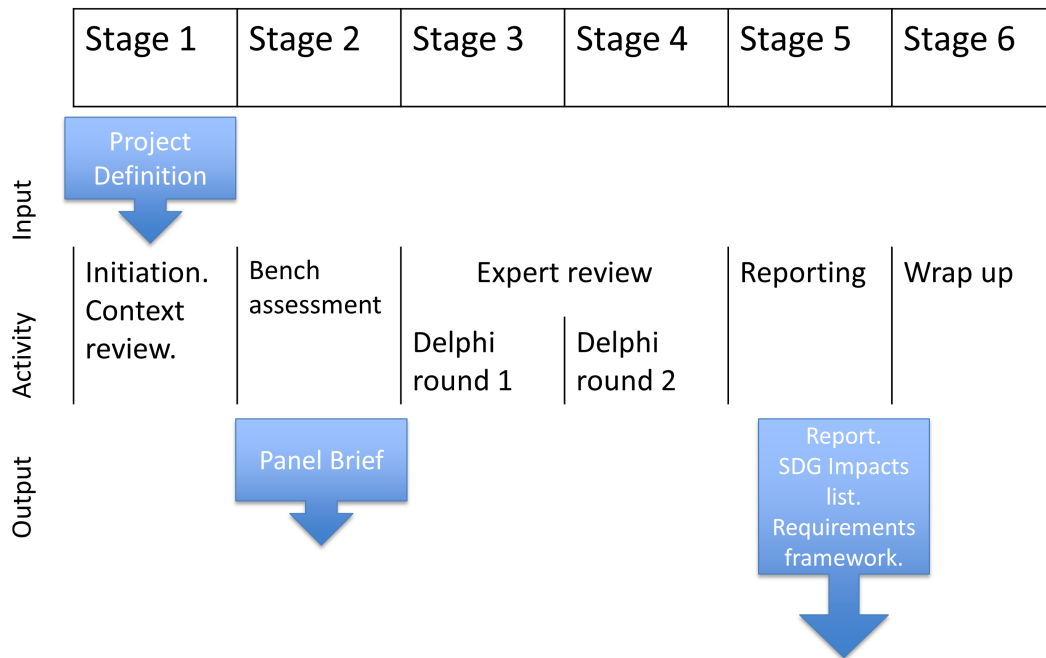 Stage 1
Stage 2
Stage 3
Stage 4
Stage 5
Stage 6
Input
Project
Definition
Activity
Initiation.
Context
review.
Bench
assessment
Expert review
Delphi
round 1
Delphi
round 2
Reporting
Wrap up
Output
Panel Brief
Report.
SDG Impacts
list.
Requirements
framework.